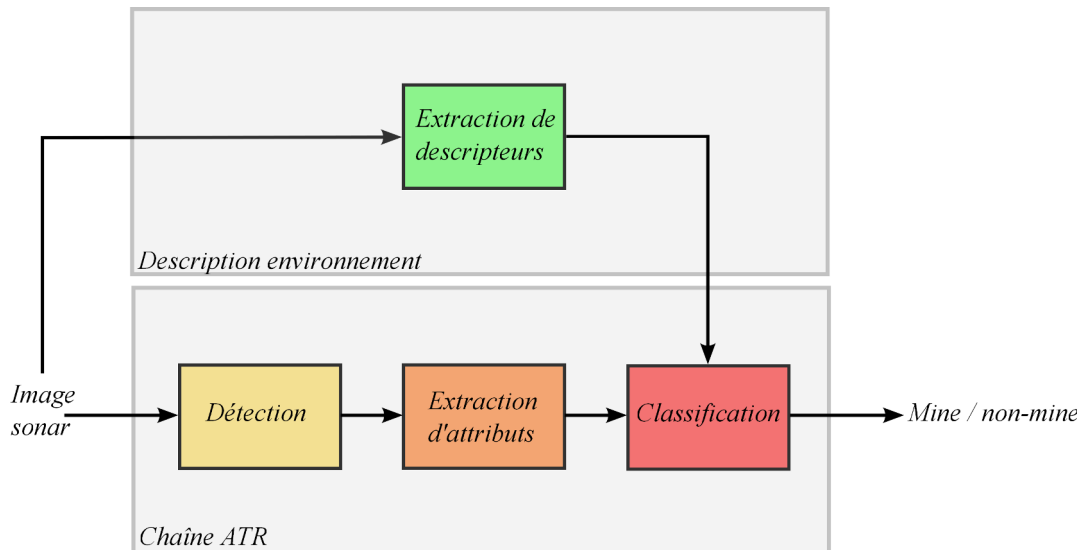 Extraction de
descripteurs
Description environnement
Image
sonar
Détection
Extraction
d'attributs
Classification
Mine / non-mine
Chaîne ATR